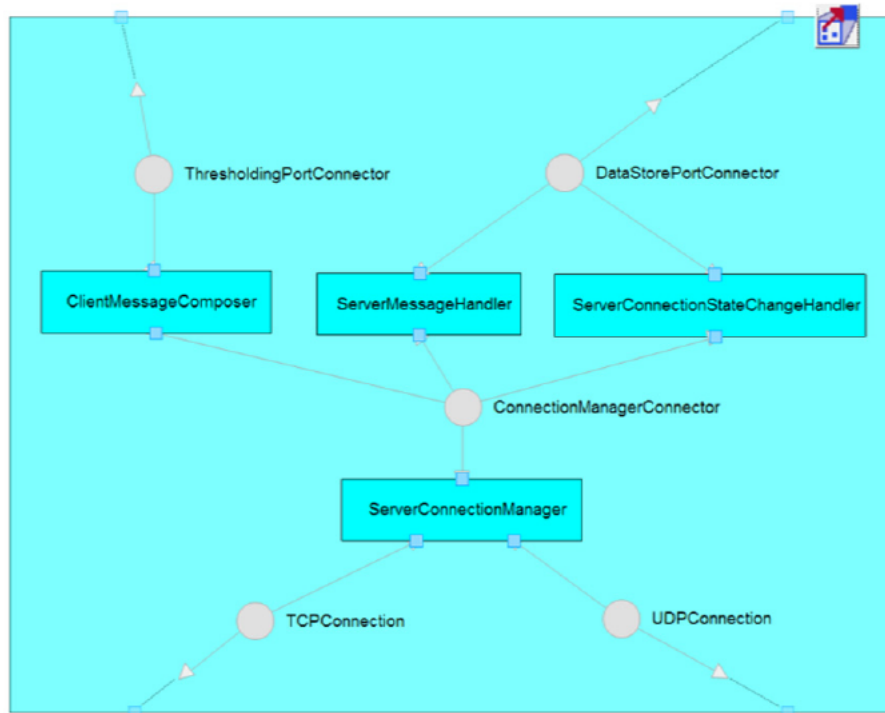 ThresholdingPortConnector
DataStorePortConnector
ClientMessageComposer
ServerMessageHandler
ServerConnectionStateChangeHandler
ConnectionManagerConnector
ServerConnectionManager
TCPConnection
UDPConnection